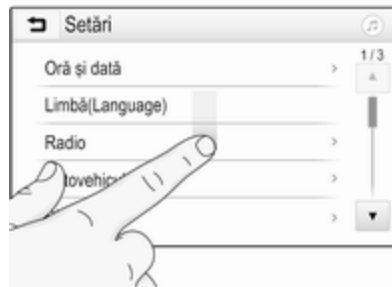 Setări
1/3
Oră și dată
Limbă(Language)
Radio